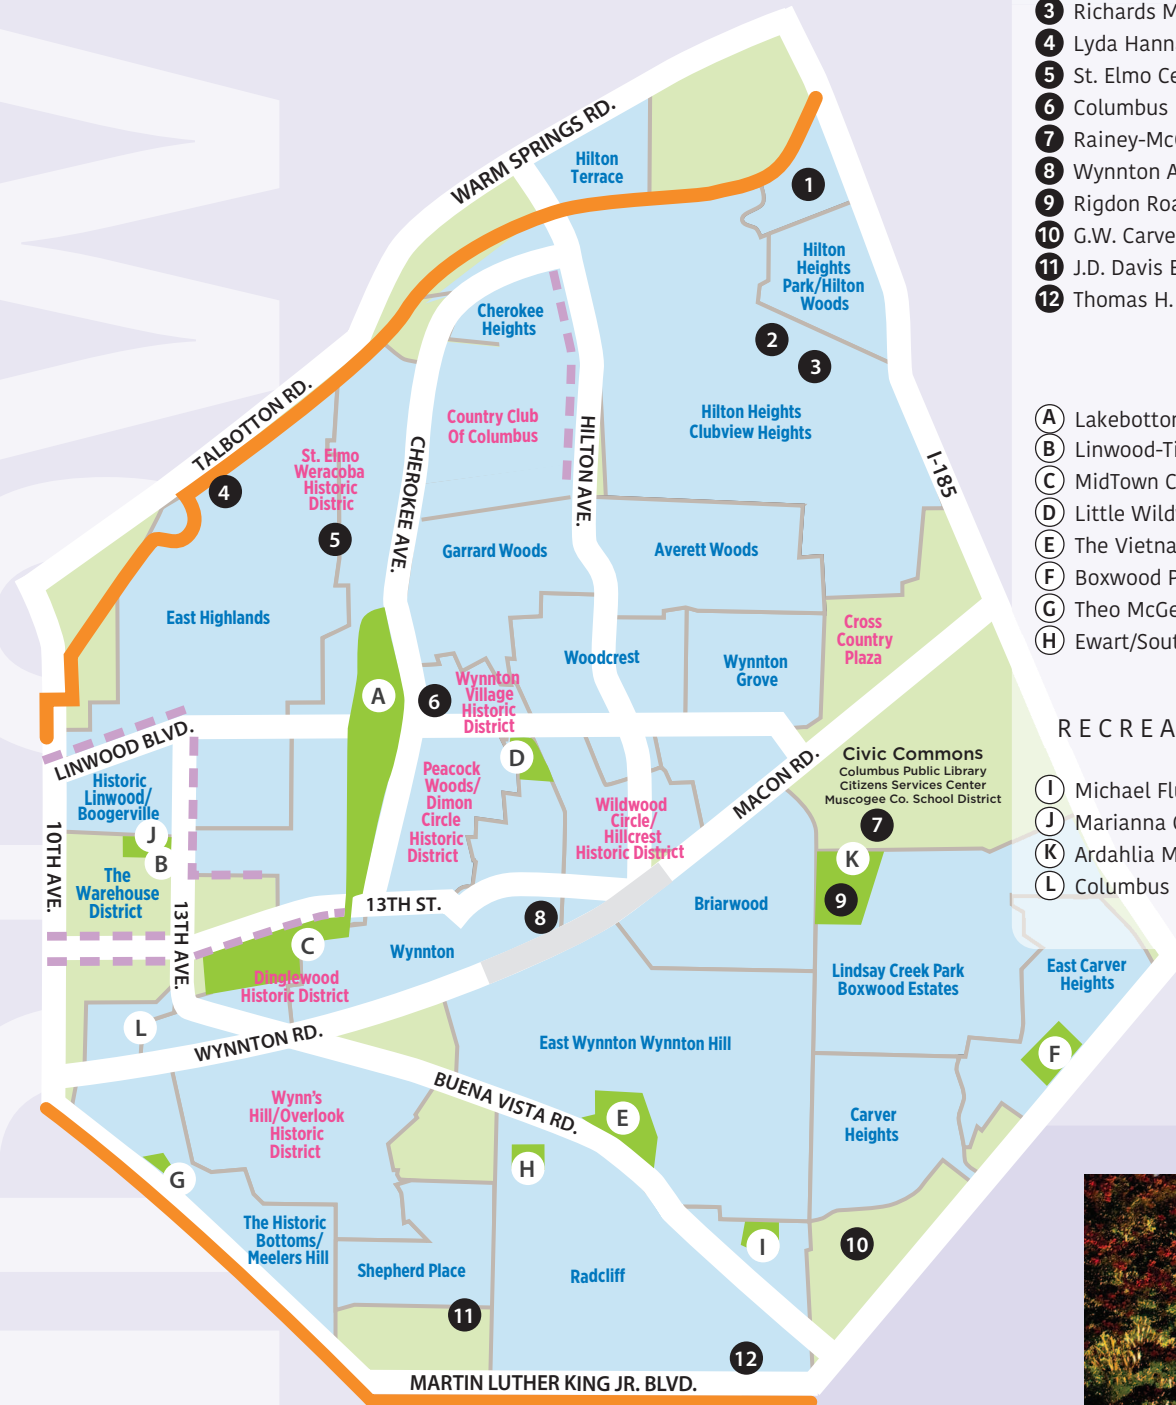 WARM SPRINGS RD.
Hilton
Terrace
1
Hilton
Heights
Park/Hilton
Woods
Cherokee
Heights
2
3
Country Club
Of Columbus
Hilton Heights
Clubview Heights
TALBOTTON RD.
CHEROKEE AVE.
HILTON AVE.
I-185
St. Elmo
Weracoba
Historic
Distric
4
5
Garrard Woods
Averett Woods
East Highlands
Cross
Country
Plaza
Woodcrest
Wynnton
Grove
A
6
Wynnton
Village
Historic
District
LINWOOD BLVD.
D
MACON RD.
Civic Commons
Columbus Public Library
Citizens Services Center
Muscogee Co. School District
7
Historic
Linwood/
Boogerville
Peacock
Woods/
Dimon
Circle
Historic
District
Wildwood
Circle/
Hillcrest
Historic District
J
B
K
9
10TH AVE.
The
Warehouse
District
13TH AVE.
13TH ST.
8
Briarwood
C
Wynnton
Dinglewood
Historic District
Lindsay Creek Park
Boxwood Estates
East Carver
Heights
L
WYNNTON RD.
East Wynnton Wynnton Hill
F
BUENA VISTA RD.
Wynn's
Hill/Overlook
Historic
District
E
Carver
Heights
H
G
The Historic
Bottoms/
Meelers Hill
I
10
Shepherd Place
Radcliff
11
12
MARTIN LUTHER KING JR. BLVD.
3 Richards M
4 Lyda Hann
5 St. Elmo Ce
6 Columbus
7 Rainey-Mc
8 Wynnton A
9 Rigdon Roa
10 G.W. Carve
11 J.D. Davis E
12 Thomas H.
A Lakebotto
B Linwood-Ti
C MidTown C
D Little Wild
E The Vietna
F Boxwood P
G Theo McGe
H Ewart/Sout
RECREA
I Michael Fl
J Marianna
K Ardahlia M
L Columbus